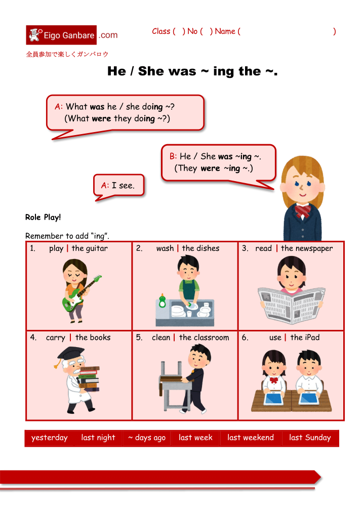 Eigo Ganbare .com
Class ( ) No ( ) Name ( )
全員参加で楽しくガンバロウ
He / She was ~ ing the ~.
A: What was he / she doing ~?
(What were they doing ~?)
B: He / She was ~ing ~.
(They were ~ing ~.)
A: I see.
Role Play!
Remember to add "ing".
1. play | the guitar
2. wash | the dishes
3. read | the newspaper
4. carry | the books
5. clean | the classroom
6. use | the iPad
yesterday last night ~ days ago last week last weekend last Sunday